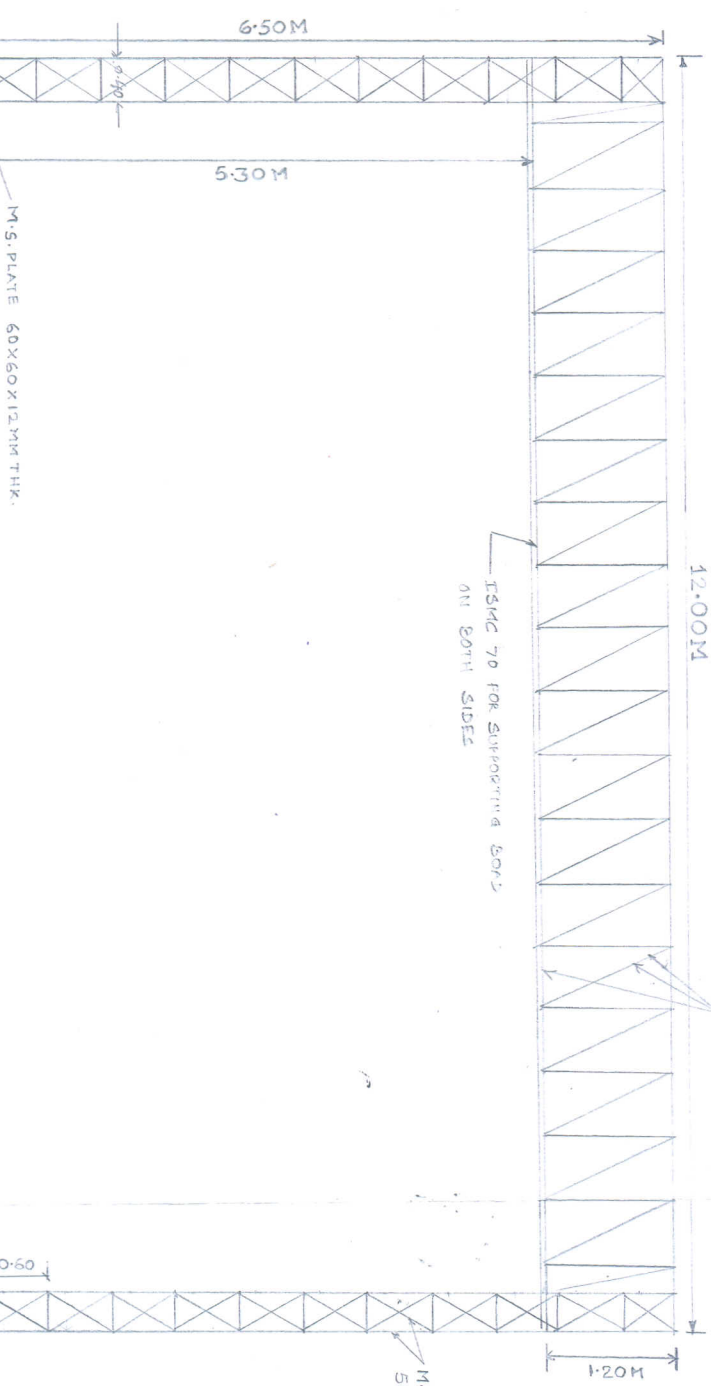 6.50M
0.40
5.30M
M.S. PLATE 60X60X12MM THK.
12.00M
ISMC 70 FOR SUPPORTING
ON BOTH SIDES
0.60
M.
5
1.20M